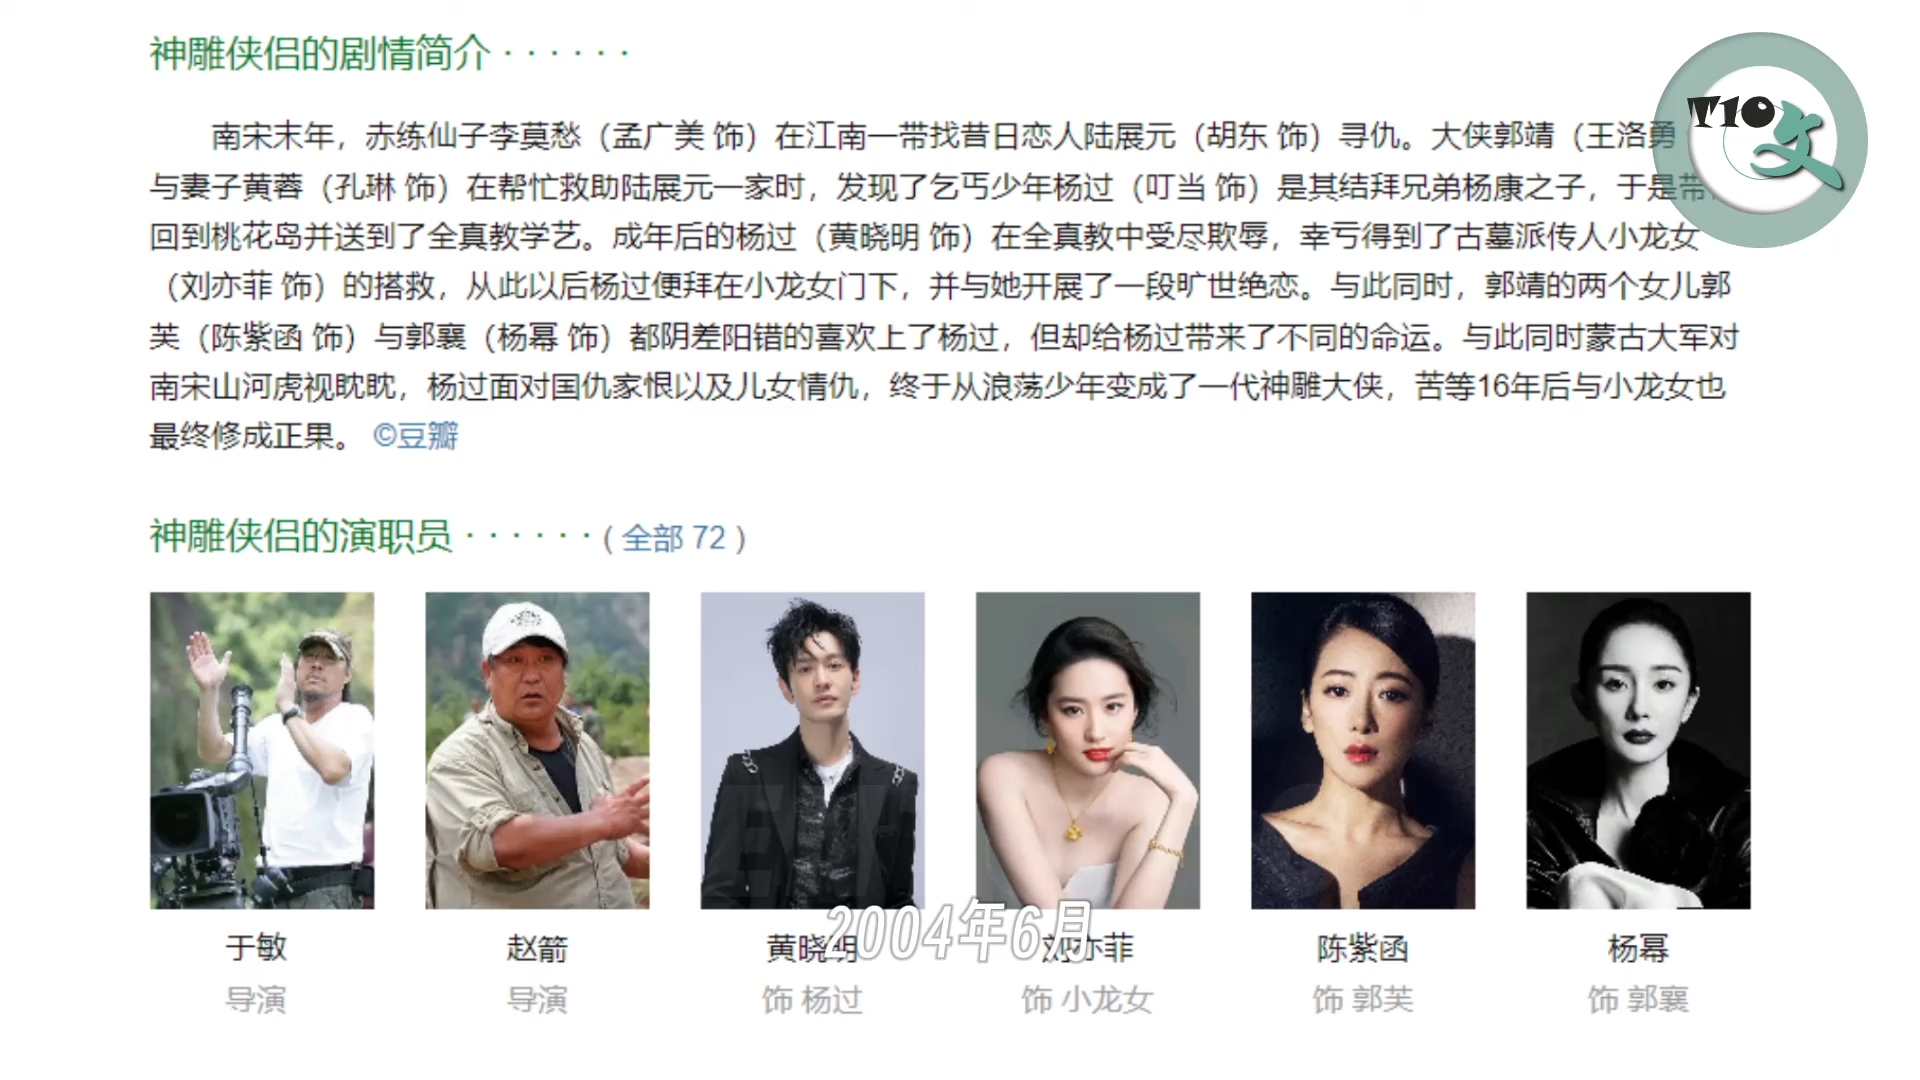 神雕侠侣的剧情简介 · · · · · ·
T10文
南宋末年，赤练仙子李莫愁（孟广美 饰）在江南一带找昔日恋人陆展元（胡东 饰）寻仇。大侠郭靖（王洛勇
与妻子黄蓉（孔琳 饰）在帮忙救助陆展元一家时，发现了乞丐少年杨过（叮当 饰）是其结拜兄弟杨康之子，于是带
回到桃花岛并送到了全真教学艺。成年后的杨过（黄晓明 饰）在全真教中受尽欺辱，幸亏得到了古墓派传人小龙女
（刘亦菲 饰）的搭救，从此以后杨过便拜在小龙女门下，并与她开展了一段旷世绝恋。与此同时，郭靖的两个女儿郭
芙（陈紫函 饰）与郭襄（杨幂 饰）都阴差阳错的喜欢上了杨过，但却给杨过带来了不同的命运。与此同时蒙古大军对
南宋山河虎视眈眈，杨过面对国仇家恨以及儿女情仇，终于从浪荡少年变成了一代神雕大侠，苦等16年后与小龙女也
最终修成正果。 ©豆瓣
神雕侠侣的演职员 · · · · · · ( 全部 72 )
于敏 赵箭 黄晓明 刘亦菲 陈紫函 杨幂
2004年6月
导演 导演 饰 杨过 饰 小龙女 饰 郭芙 饰 郭襄